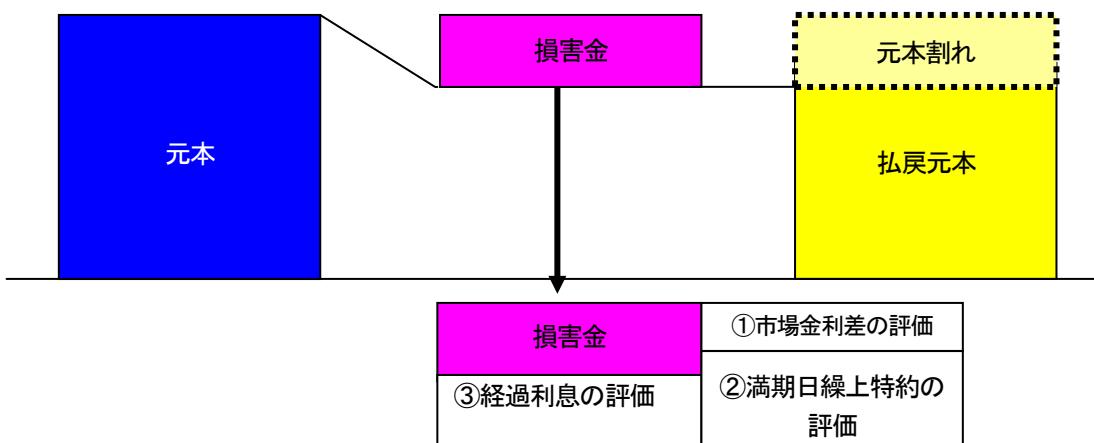 元本
損害金
元本割れ
払戻元本
損害金
①市場金利差の評価
③経過利息の評価
②満期日繰上特約の
評価